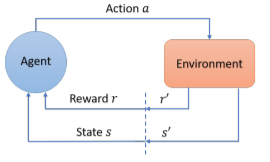 Action a
Agent
Environment
Reward r
r'
State s
s'